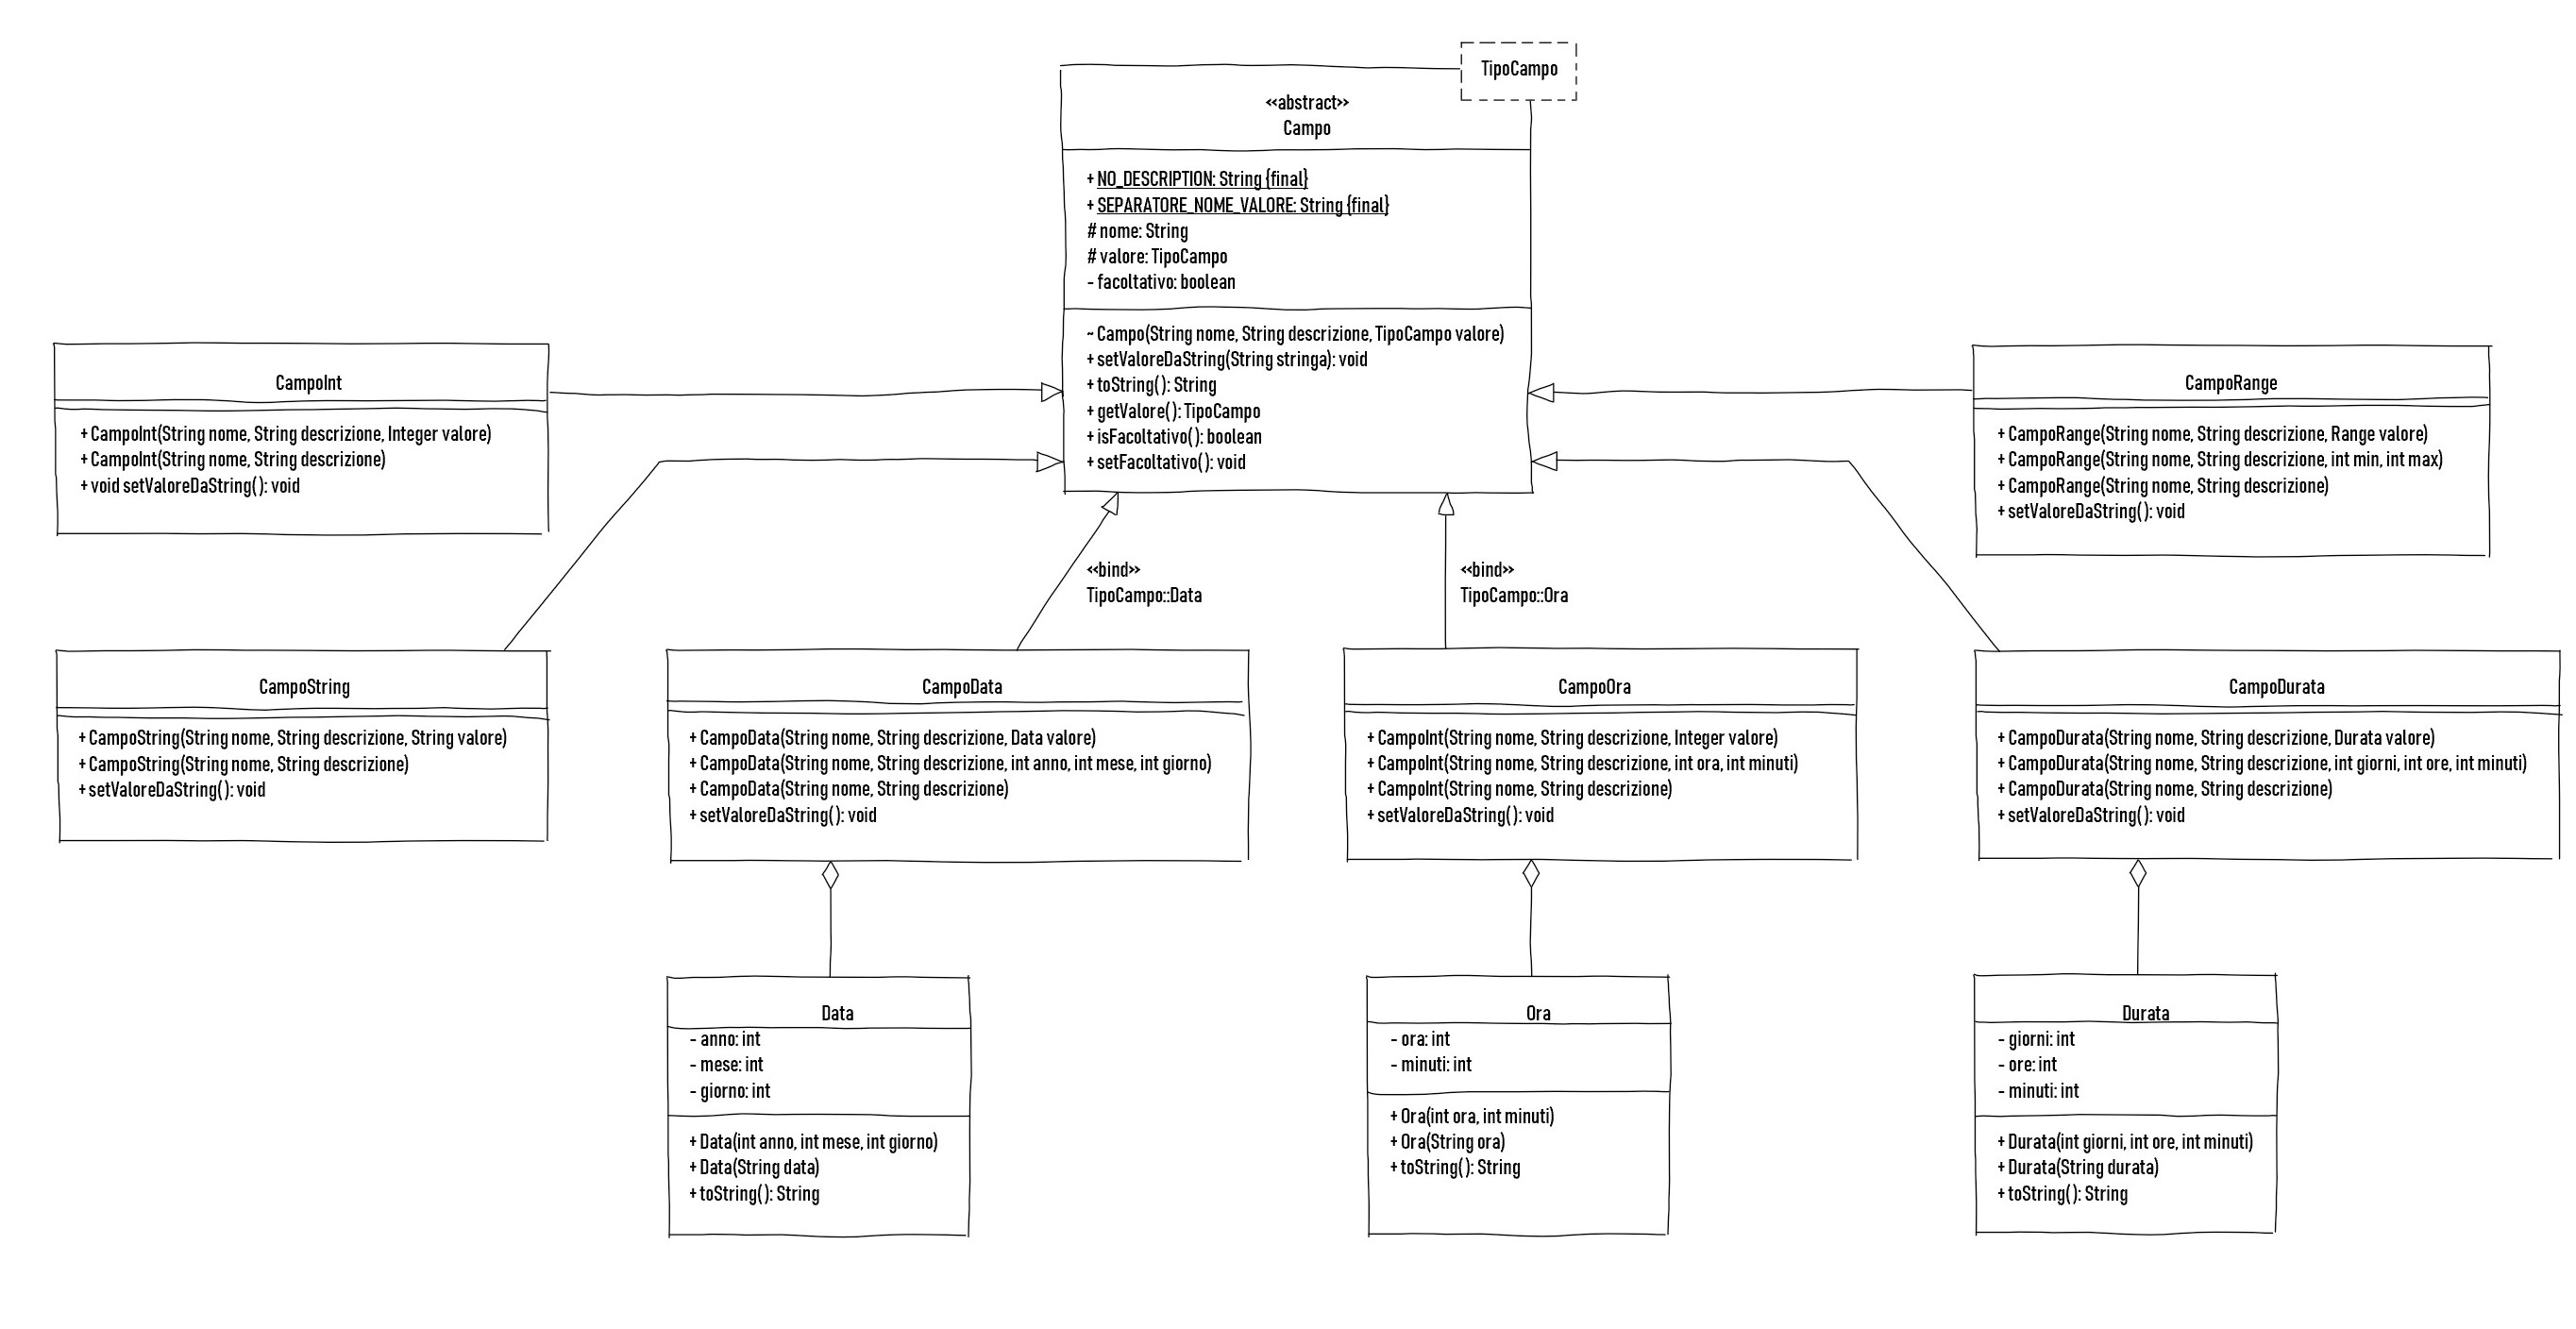 TipoCampo
<<abstract>>
Campo
+ NO_DESCRIPTION: String {final}
+ SEPARATORE_NOME_VALORE: String {final}
# nome: String
# valore: TipoCampo
- facoltativo: boolean
~ Campo(String nome, String descrizione, TipoCampo valore)
+ setValoreDaString(String stringa): void
+ toString(): String
+ getValore(): TipoCampo
+ isFacoltativo(): boolean
+ setFacoltativo(): void
CampoInt
+ CampoInt(String nome, String descrizione, Integer valore)
+ CampoInt(String nome, String descrizione)
+ void setValoreDaString(): void
CampoRange
+ CampoRange(String nome, String descrizione, Range valore)
+ CampoRange(String nome, String descrizione, int min, int max)
+ CampoRange(String nome, String descrizione)
+ setValoreDaString(): void
<<bind>>
TipoCampo::Data
<<bind>>
TipoCampo::Ora
CampoString
+ CampoString(String nome, String descrizione, String valore)
+ CampoString(String nome, String descrizione)
+ setValoreDaString(): void
CampoData
+ CampoData(String nome, String descrizione, Data valore)
+ CampoData(String nome, String descrizione, int anno, int mese, int giorno)
+ CampoData(String nome, String descrizione)
+ setValoreDaString(): void
CampoOra
+ CampoInt(String nome, String descrizione, Integer valore)
+ CampoInt(String nome, String descrizione, int ora, int minuti)
+ CampoInt(String nome, String descrizione)
+ setValoreDaString(): void
CampoDurata
+ CampoDurata(String nome, String descrizione, Durata valore)
+ CampoDurata(String nome, String descrizione, int giorni, int ore, int minuti)
+ CampoDurata(String nome, String descrizione)
+ setValoreDaString(): void
Data
- anno: int
- mese: int
- giorno: int
+ Data(int anno, int mese, int giorno)
+ Data(String data)
+ toString(): String
Ora
- ora: int
- minuti: int
+ Ora(int ora, int minuti)
+ Ora(String ora)
+ toString(): String
Durata
- giorni: int
- ore: int
- minuti: int
+ Durata(int giorni, int ore, int minuti)
+ Durata(String durata)
+ toString(): String